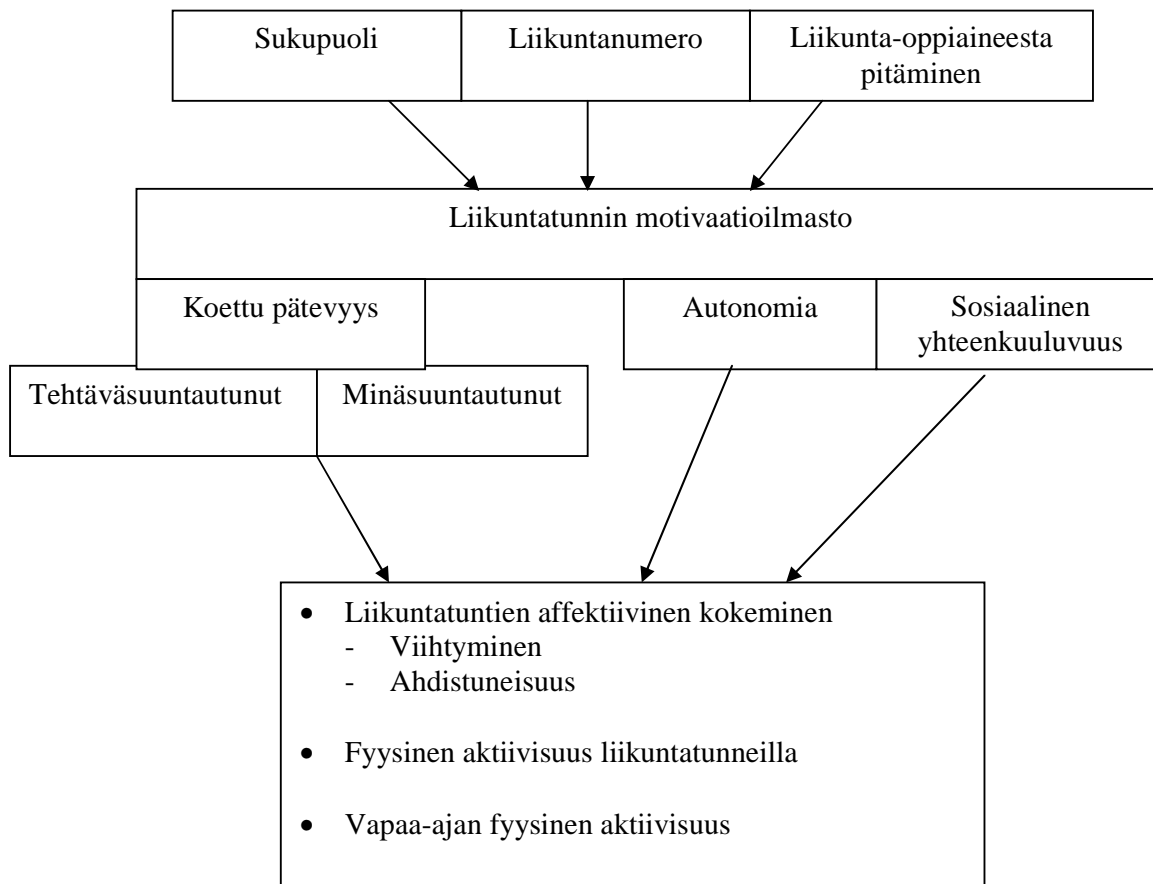 Sukupuoli
Liikuntanumero
Liikunta-oppiaineesta
pitäminen
Liikuntatunnin motivaatioilmasto
Koettu pätevyys
Autonomia
Sosiaalinen
yhteenkuuluvuus
Tehtäväsuuntautunut
Minäsuuntautunut
• Liikuntatuntien affektiivinen kokeminen
- Viihtyminen
- Ahdistuneisuus
• Fyysinen aktiivisuus liikuntatunneilla
• Vapaa-ajan fyysinen aktiivisuus